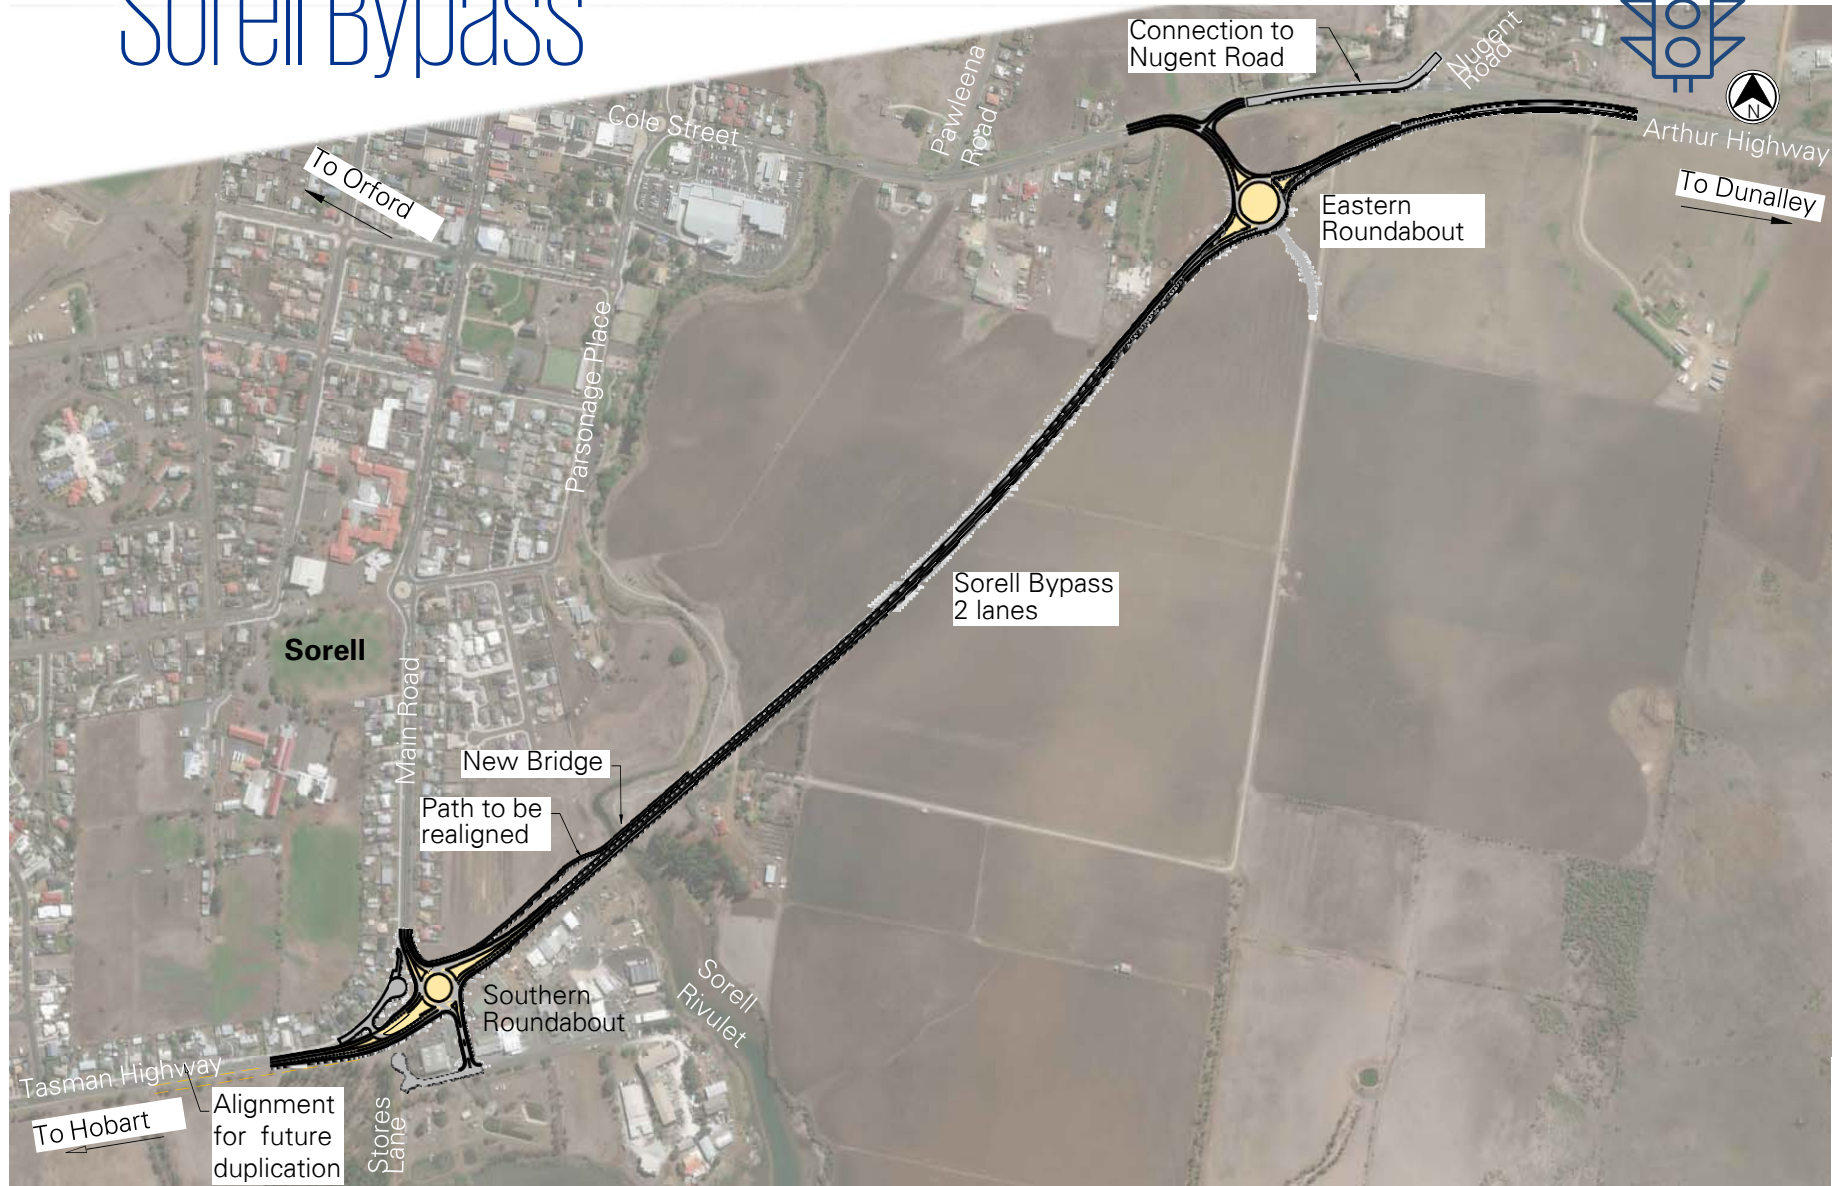 Sorell Bypass
Connection to
Nugent Road
Nugent
Road
N
Arthur Highway
To Dunalley
Pawleena
Road
Cole Street
To Orford
Eastern
Roundabout
Parsonage Place
Sorell Bypass
2 lanes
Sorell
Main Road
New Bridge
Path to be
realigned
Southern
Roundabout
Sorell
Rivulet
Tasman Highway
To Hobart
Alignment
for future
duplication
Stores
Lane